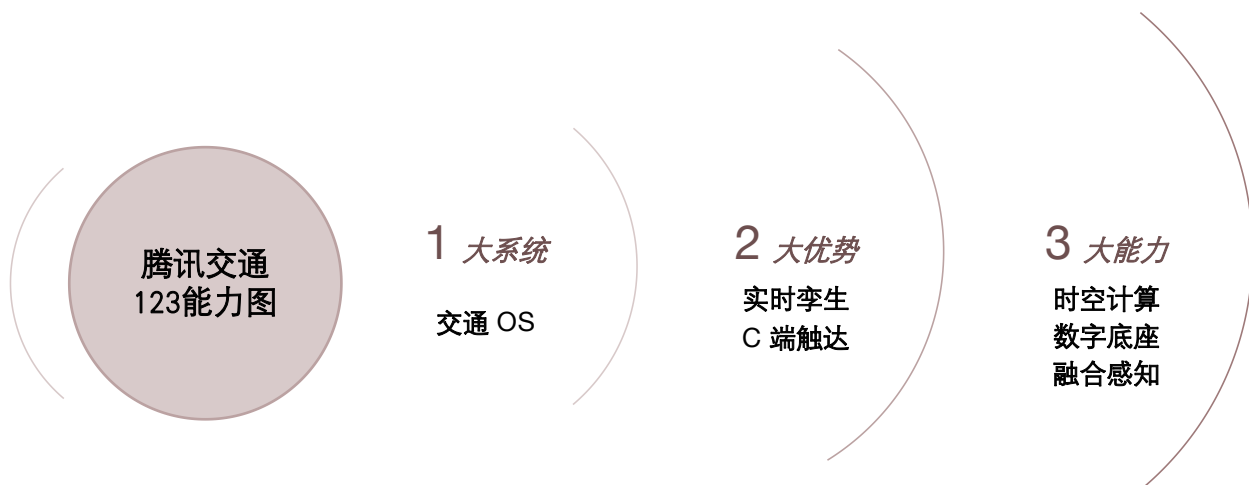 腾讯交通
123能力图
1 大系统
交通 OS
2 大优势
实时孪生
C 端触达
3 大能力
时空计算
数字底座
融合感知